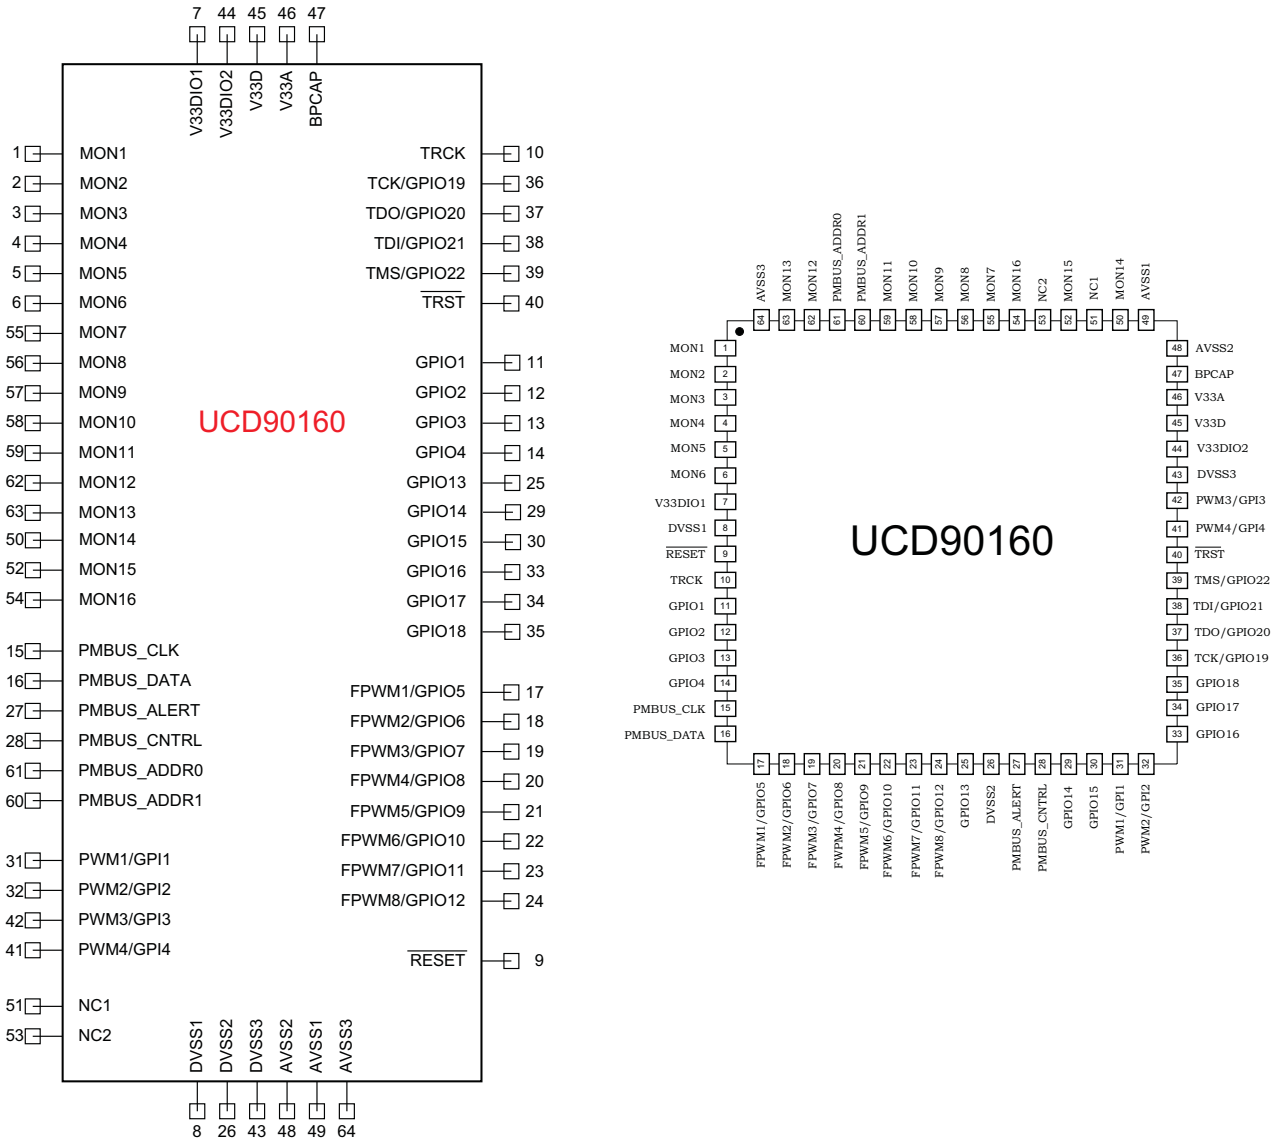 7 44 45 46 47
V33DIO1
V33DIO2
V33D
V33A
BPCAP
1 MON1
2 MON2
3 MON3
4 MON4
5 MON5
6 MON6
55 MON7
56 MON8
57 MON9
58 MON10
59 MON11
62 MON12
63 MON13
50 MON14
52 MON15
54 MON16
15 PMBUS_CLK
16 PMBUS_DATA
27 PMBUS_ALERT
28 PMBUS_CNTRL
61 PMBUS_ADDR0
60 PMBUS_ADDR1
31 PWM1/GPI1
32 PWM2/GPI2
42 PWM3/GPI3
41 PWM4/GPI4
51 NC1
53 NC2
UCD90160
TRCK 10
TCK/GPIO19 36
TDO/GPIO20 37
TDI/GPIO21 38
TMS/GPIO22 39
TRST 40
GPIO1 11
GPIO2 12
GPIO3 13
GPIO4 14
GPIO13 25
GPIO14 29
GPIO15 30
GPIO16 33
GPIO17 34
GPIO18 35
FPWM1/GPIO5 17
FPWM2/GPIO6 18
FPWM3/GPIO7 19
FPWM4/GPIO8 20
FPWM5/GPIO9 21
FPWM6/GPIO10 22
FPWM7/GPIO11 23
FPWM8/GPIO12 24
RESET 9
DVSS1
DVSS2
DVSS3
AVSS2
AVSS1
AVSS3
8 26 43 48 49 64
AVSS3 64
MON13 63
MON12 62
PMBUS_ADDR0 61
PMBUS_ADDR1 60
MON11 59
MON10 58
MON9 57
MON8 56
MON7 55
MON16 54
NC2 53
MON15 52
NC1 51
MON14 50
AVSS1 49
MON1 1
MON2 2
MON3 3
MON4 4
MON5 5
MON6 6
V33DIO1 7
DVSS1 8
RESET 9
TRCK 10
GPIO1 11
GPIO2 12
GPIO3 13
GPIO4 14
PMBUS_CLK 15
PMBUS_DATA 16
UCD90160
48 AVSS2
47 BPCAP
46 V33A
45 V33D
44 V33DIO2
43 DVSS3
42 PWM3/GPI3
41 PWM4/GPI4
40 TRST
39 TMS/GPIO22
38 TDI/GPIO21
37 TDO/GPIO20
36 TCK/GPIO19
35 GPIO18
34 GPIO17
33 GPIO16
17 FPWM1/GPIO5
18 FPWM2/GPIO6
19 FPWM3/GPIO7
20 FWPM4/GPIO8
21 FPWM5/GPIO9
22 FPWM6/GPIO10
23 FPWM7/GPIO11
24 FPWM8/GPIO12
25 GPIO13
26 DVSS2
27 PMBUS_ALERT
28 PMBUS_CNTRL
29 GPIO14
30 GPIO15
31 PWM1/GPI1
32 PWM2/GPI2